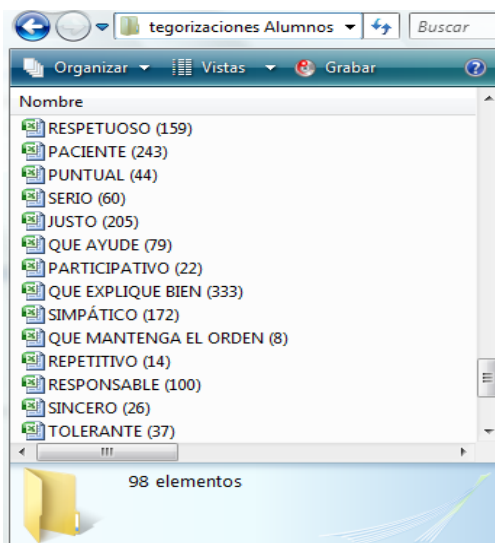 tegorizaciones Alumnos Buscar
Organizar Vistas Grabar
Nombre
RESPETUOSO (159)
PACIENTE (243)
PUNTUAL (44)
SERIO (60)
JUSTO (205)
QUE AYUDE (79)
PARTICIPATIVO (22)
QUE EXPLIQUE BIEN (333)
SIMPÁTICO (172)
QUE MANTENGA EL ORDEN (8)
REPETITIVO (14)
RESPONSABLE (100)
SINCERO (26)
TOLERANTE (37)
98 elementos